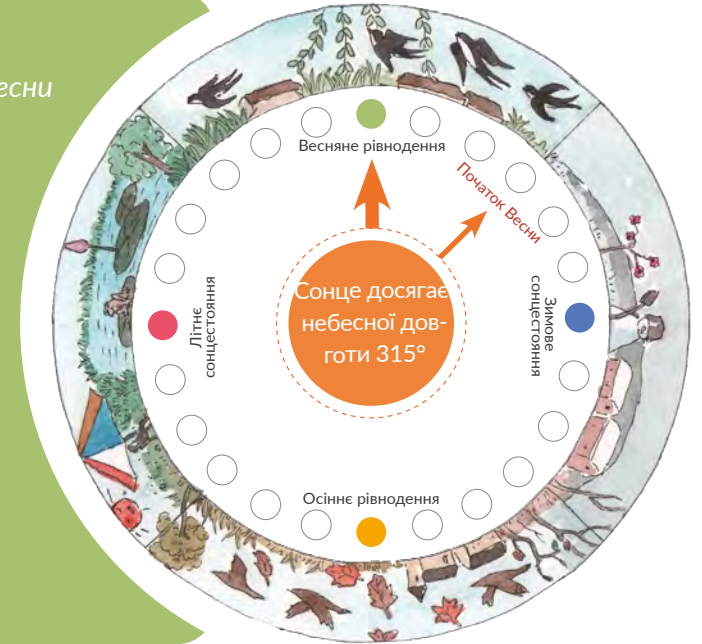 есни
Весняне рівнодення
Початок Весни
Сонце досягає
небесної дов-
готи 315°
Літнє
сонцестояння
Зимове
сонцестояння
Осіннє рівнодення